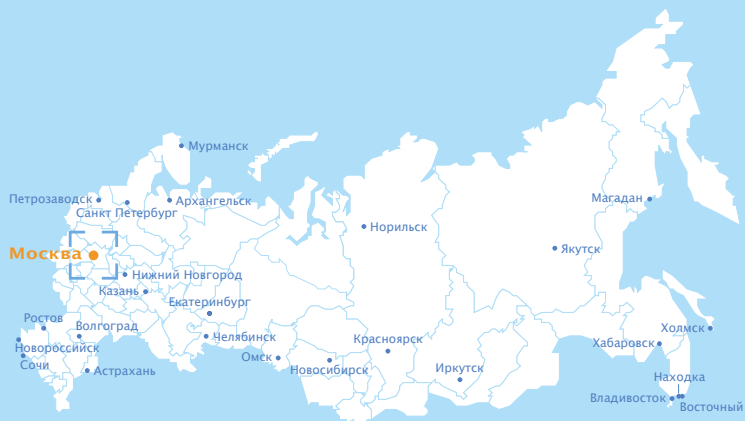 Мурманск
Петрозаводск
Архангельск
Магадан
Санкт Петербург
Норильск
Якутск
Москва
Нижний Новгород
Казань
Екатеринбург
Ростов
Волгоград
Холмск
Челябинск
Красноярск
Хабаровск
Новороссийск
Омск
Сочи
Астрахань
Новосибирск
Иркутск
Находка
Владивосток
Восточный